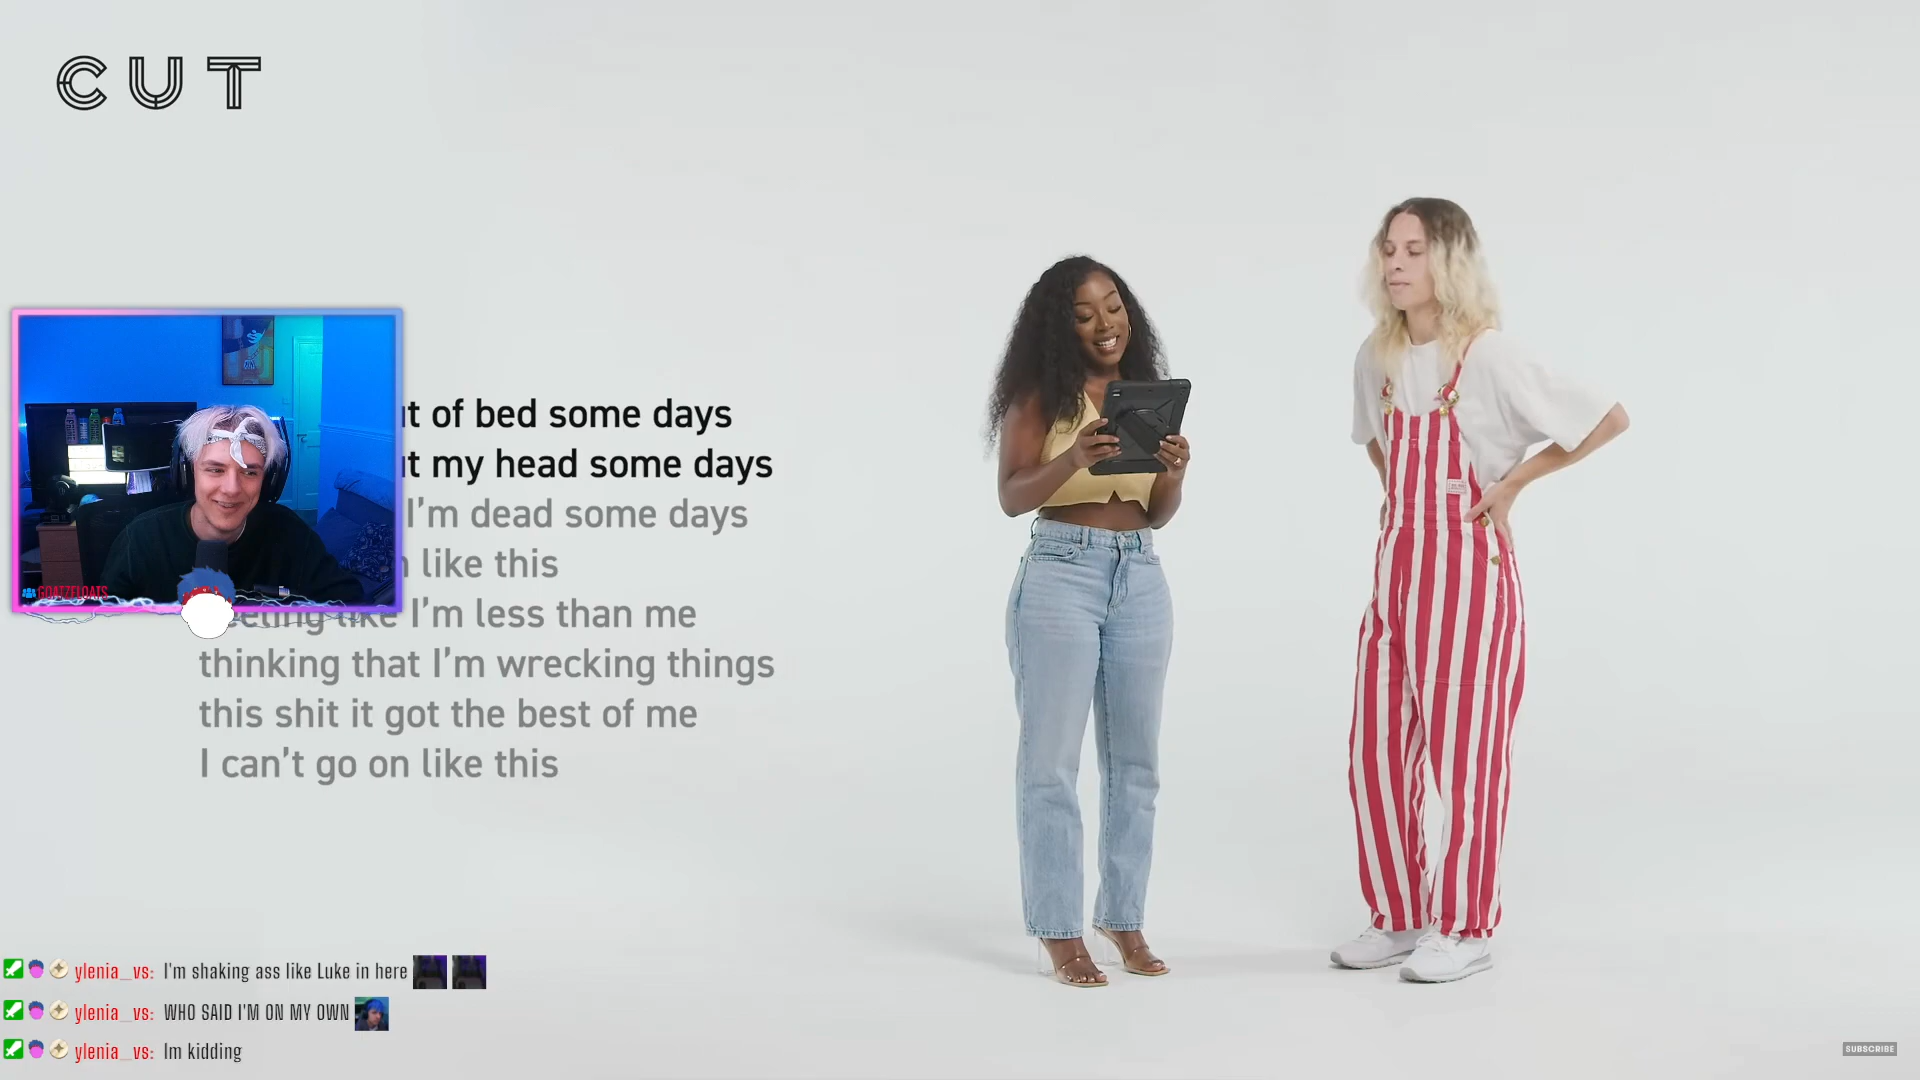 CUT
t of bed some days
t my head some days
I'm dead some days
like this
like I'm less than me
thinking that I'm wrecking things
this shit it got the best of me
I can't go on like this
GOATZFLOATS
ylenia_vs: I'm shaking ass like Luke in here
ylenia_vs: WHO SAID I'M ON MY OWN
ylenia_vs: Im kidding
SUBSCRIBE